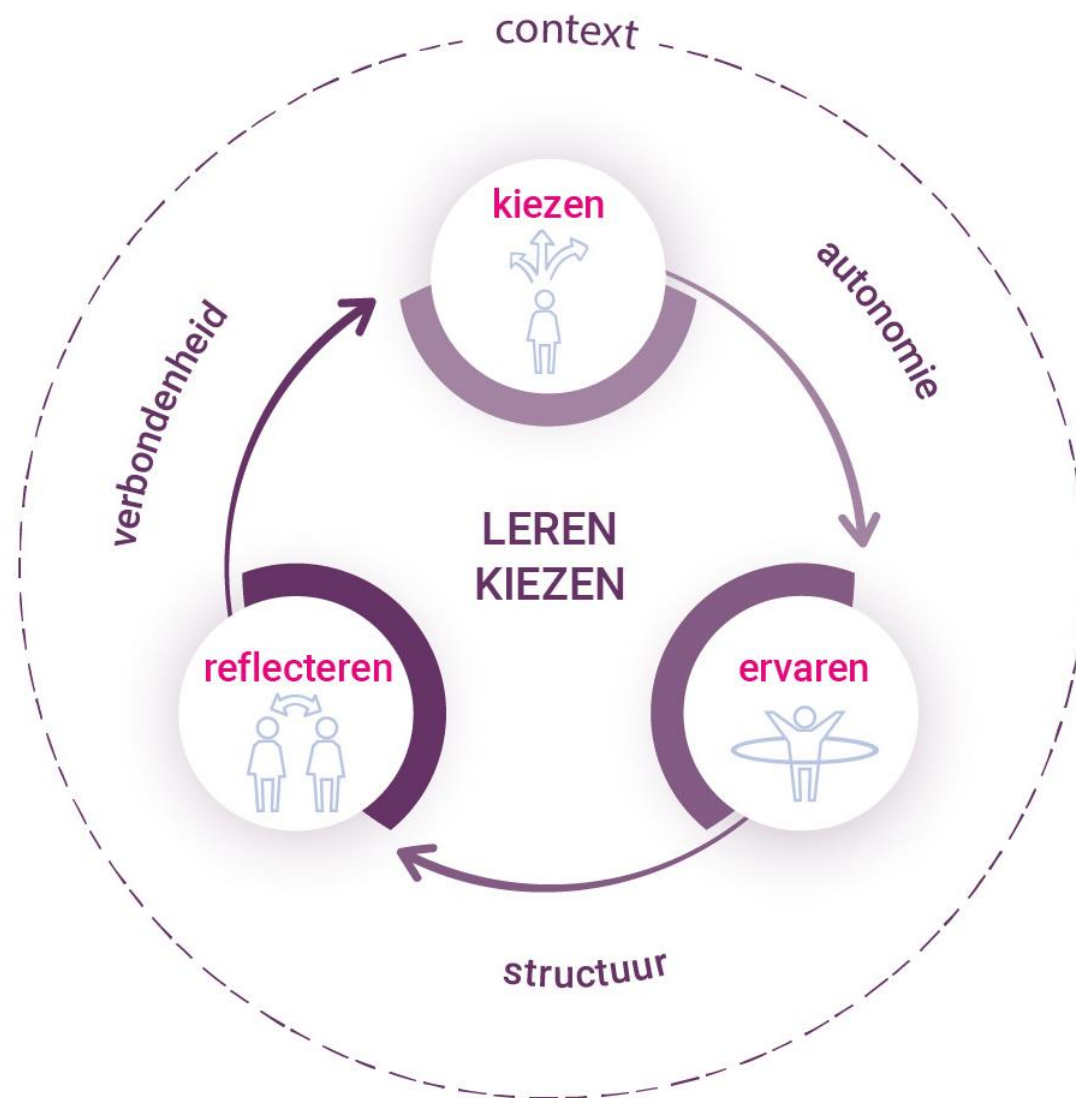 context
kiezen
autonomie
verbondenheid
LEREN
KIEZEN
reflecteren
ervaren
structuur